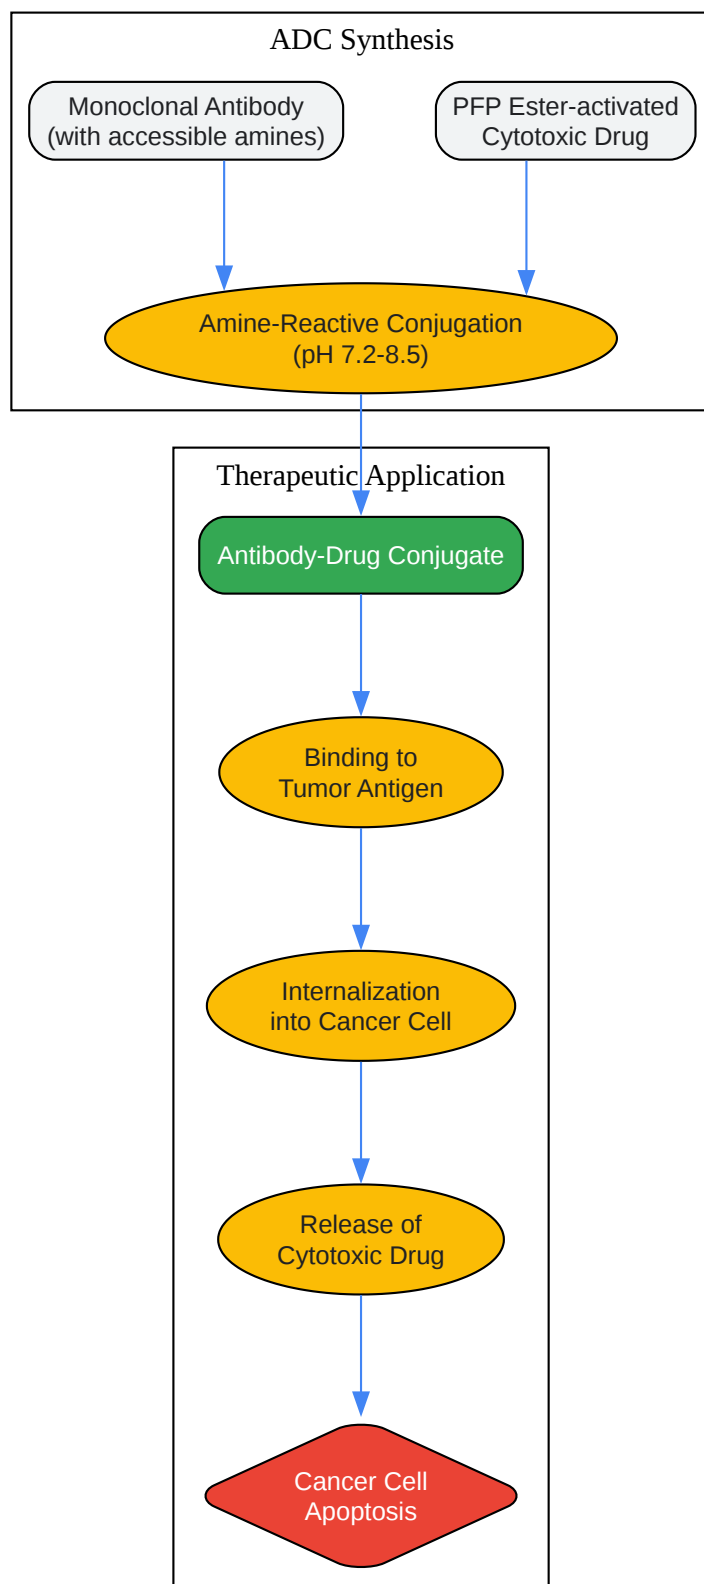 ADC Synthesis
Monoclonal Antibody
(with accessible amines)
PFP Ester-activated
Cytotoxic Drug
Amine-Reactive Conjugation
(pH 7.2-8.5)
Therapeutic Application
Antibody-Drug Conjugate
Binding to
Tumor Antigen
Internalization
into Cancer Cell
Release of
Cytotoxic Drug
Cancer Cell
Apoptosis